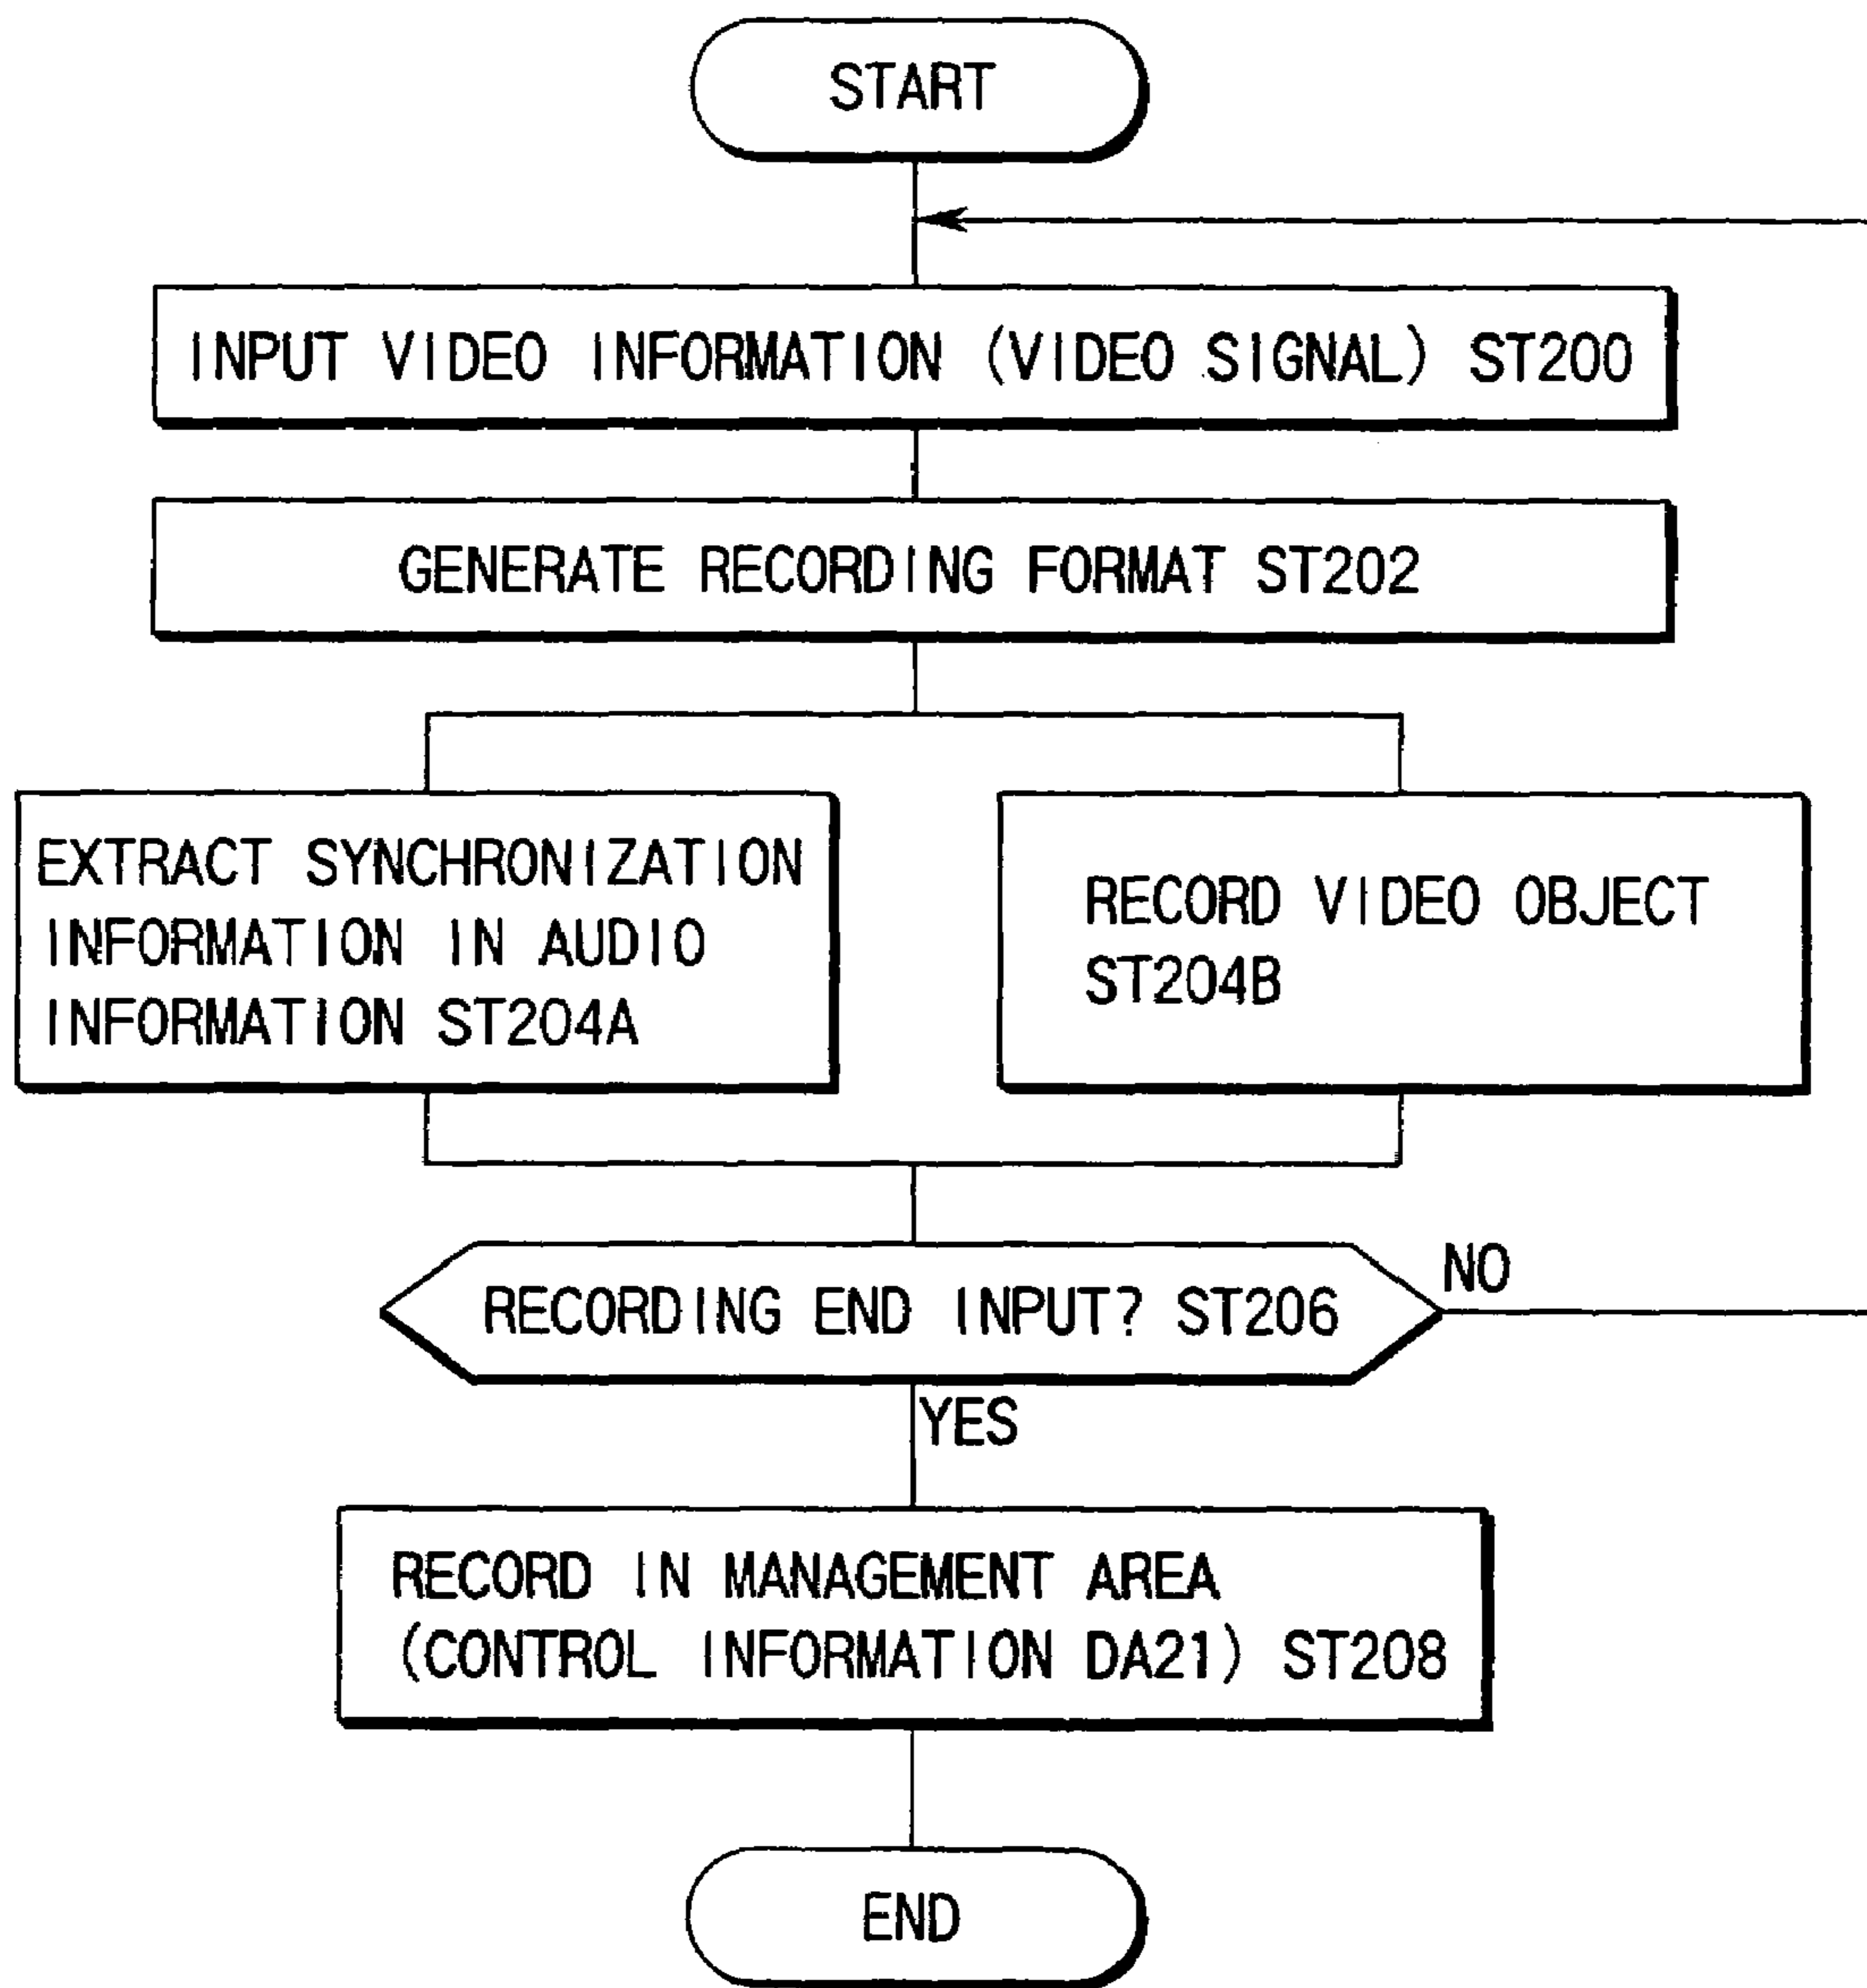 START
INPUT VIDEO INFORMATION (VIDEO SIGNAL) ST200
GENERATE RECORDING FORMAT ST202
EXTRACT SYNCHRONIZATION
INFORMATION IN AUDIO
INFORMATION ST204A
RECORD VIDEO OBJECT
ST204B
RECORDING END INPUT? ST206
NO
YES
RECORD IN MANAGEMENT AREA
(CONTROL INFORMATION DA21) ST208
END